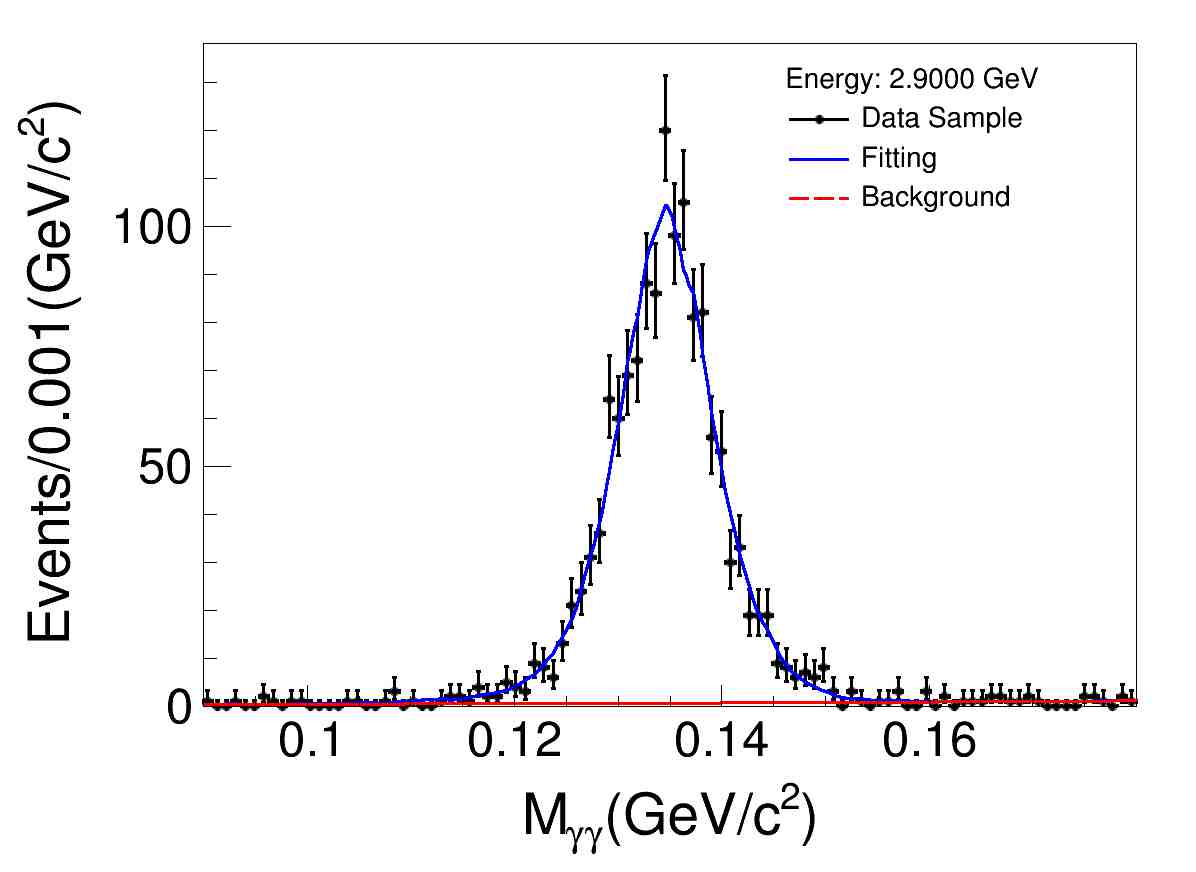 Energy: 2.9000 GeV
Data Sample
Fitting
Background
Events/0.001(GeV/c²)
100
50
0
0.1 0.12 0.14 0.16
Mγγ(GeV/c²)